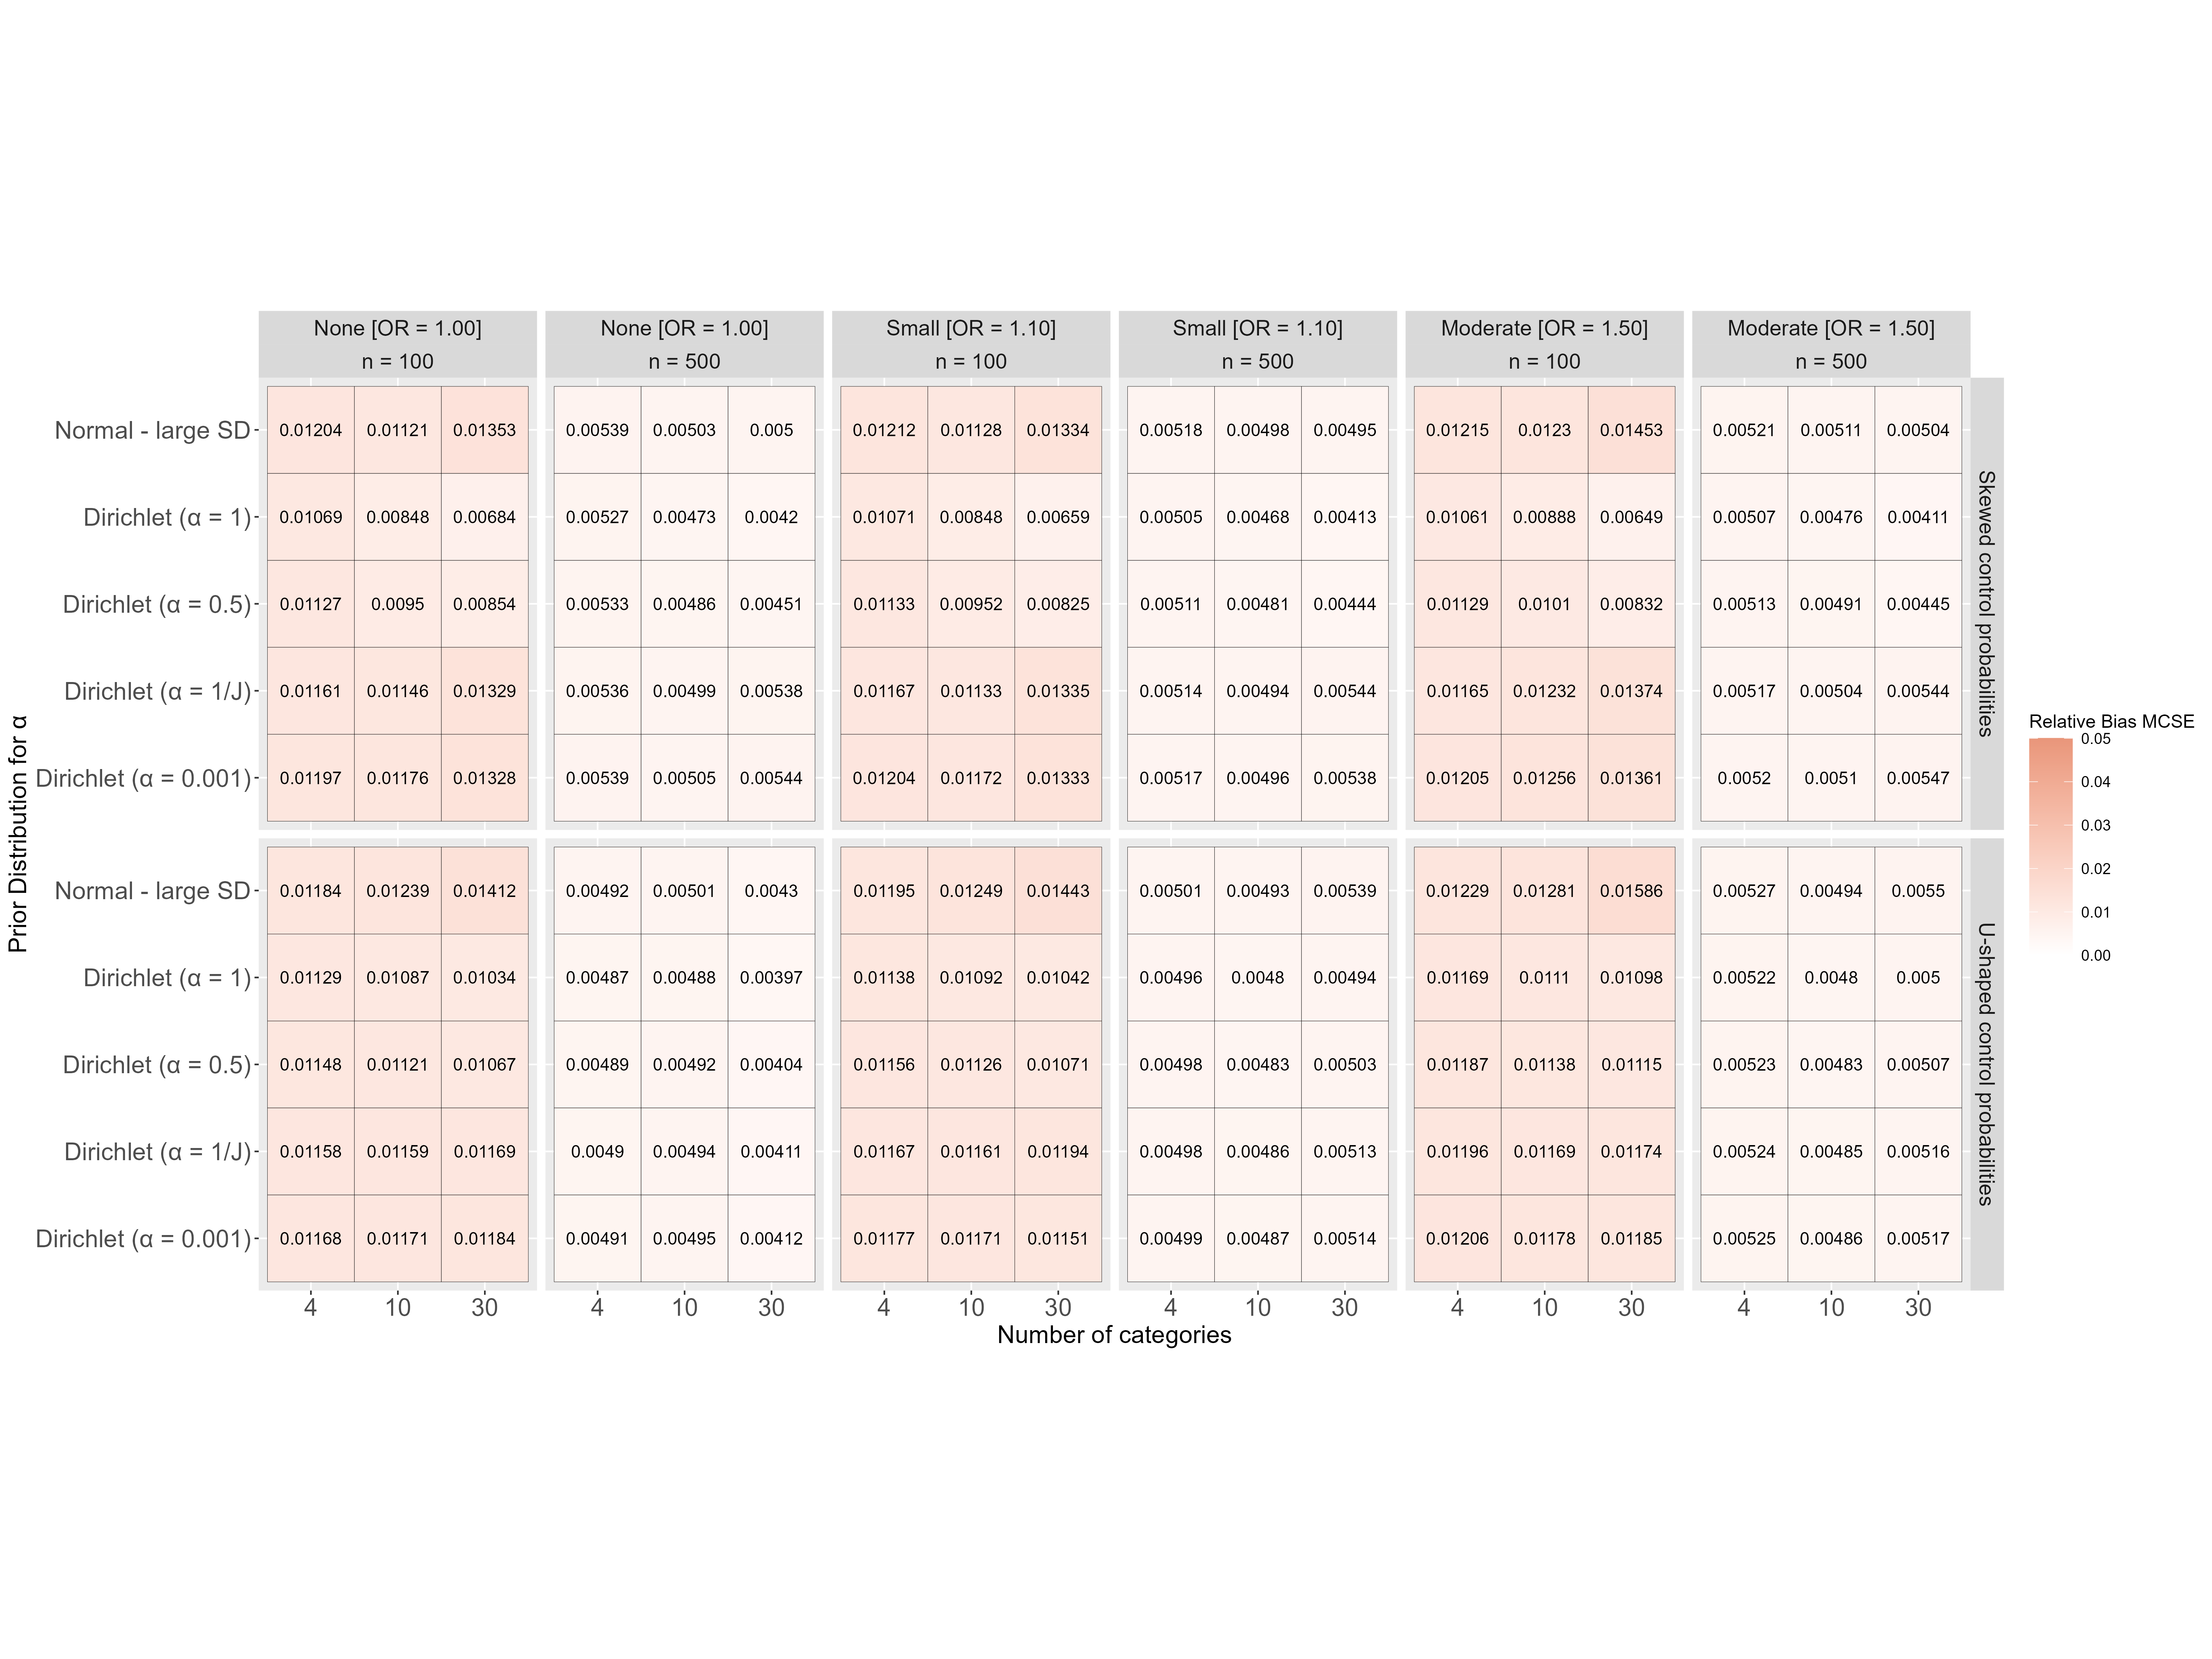 None [OR = 1.00] None [OR = 1.00] Small [OR = 1.10] Small [OR = 1.10] Moderate [OR = 1.50] Moderate [OR = 1.50]
n = 100 n = 500 n = 100 n = 500 n = 100 n = 500
Normal - large SD 0.01204 0.01121 0.01353 0.00539 0.00503 0.005 0.01212 0.01128 0.01334 0.00518 0.00498 0.00495 0.01215 0.0123 0.01453 0.00521 0.00511 0.00504
Dirichlet (α = 1) 0.01069 0.00848 0.00684 0.00527 0.00473 0.0042 0.01071 0.00848 0.00659 0.00505 0.00468 0.00413 0.01061 0.00888 0.00649 0.00507 0.00476 0.00411
Dirichlet (α = 0.5) 0.01127 0.0095 0.00854 0.00533 0.00486 0.00451 0.01133 0.00952 0.00825 0.00511 0.00481 0.00444 0.01129 0.0101 0.00832 0.00513 0.00491 0.00445
Dirichlet (α = 1/J) 0.01161 0.01146 0.01329 0.00536 0.00499 0.00538 0.01167 0.01133 0.01335 0.00514 0.00494 0.00544 0.01165 0.01232 0.01374 0.00517 0.00504 0.00544
Dirichlet (α = 0.001) 0.01197 0.01176 0.01328 0.00539 0.00505 0.00544 0.01204 0.01172 0.01333 0.00517 0.00496 0.00538 0.01205 0.01256 0.01361 0.0052 0.0051 0.00547
Skewed control probabilities
Normal - large SD 0.01184 0.01239 0.01412 0.00492 0.00501 0.0043 0.01195 0.01249 0.01443 0.00501 0.00493 0.00539 0.01229 0.01281 0.01586 0.00527 0.00494 0.0055
Dirichlet (α = 1) 0.01129 0.01087 0.01034 0.00487 0.00488 0.00397 0.01138 0.01092 0.01042 0.00496 0.0048 0.00494 0.01169 0.0111 0.01098 0.00522 0.0048 0.005
Dirichlet (α = 0.5) 0.01148 0.01121 0.01067 0.00489 0.00492 0.00404 0.01156 0.01126 0.01071 0.00498 0.00483 0.00503 0.01187 0.01138 0.01115 0.00523 0.00483 0.00507
Dirichlet (α = 1/J) 0.01158 0.01159 0.01169 0.0049 0.00494 0.00411 0.01167 0.01161 0.01194 0.00498 0.00486 0.00513 0.01196 0.01169 0.01174 0.00524 0.00485 0.00516
Dirichlet (α = 0.001) 0.01168 0.01171 0.01184 0.00491 0.00495 0.00412 0.01177 0.01171 0.01151 0.00499 0.00487 0.00514 0.01206 0.01178 0.01185 0.00525 0.00486 0.00517
U-shaped control probabilities
4 10 30 4 10 30 4 10 30 4 10 30 4 10 30 4 10 30
Number of categories
Prior Distribution for α
Relative Bias MCSE
0.05
0.04
0.03
0.02
0.01
0.00